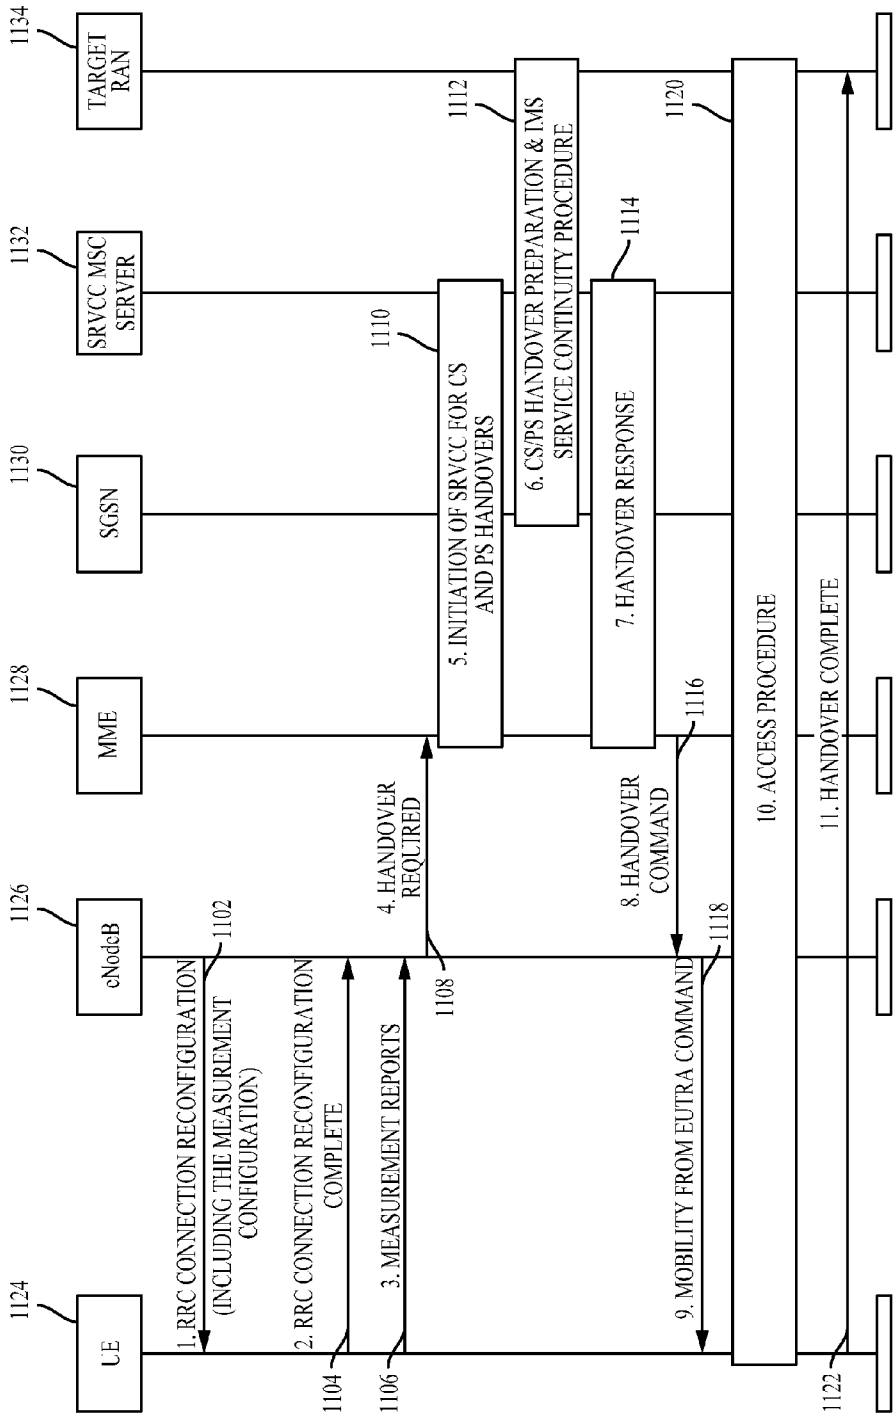 1124
1126
1128
1130
1132
1134
UE
eNodeB
MME
SGSN
SRVCC MSC
SERVER
TARGET
RAN
1. RRC CONNECTION RECONFIGURATION
(INCLUDING THE MEASUREMENT
CONFIGURATION)
1102
2. RRC CONNECTION RECONFIGURATION
COMPLETE
1104
3. MEASUREMENT REPORTS
1106
4. HANDOVER
REQUIRED
1108
5. INITIATION OF SRVCC FOR CS
AND PS HANDOVERS
1110
6. CS/PS HANDOVER PREPARATION & IMS
SERVICE CONTINUITY PROCEDURE
1112
7. HANDOVER RESPONSE
1114
8. HANDOVER
COMMAND
1116
9. MOBILITY FROM EUTRA COMMAND
1118
10. ACCESS PROCEDURE
1120
11. HANDOVER COMPLETE
1122